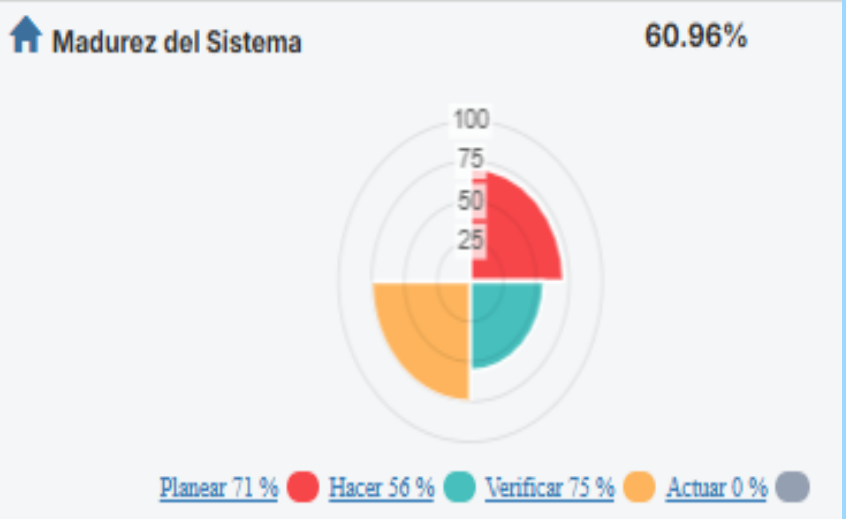 Madurez del Sistema 60.96%
100
75
50
25
Planear 71 % Hacer 56 % Verificar 75 % Actuar 0 %